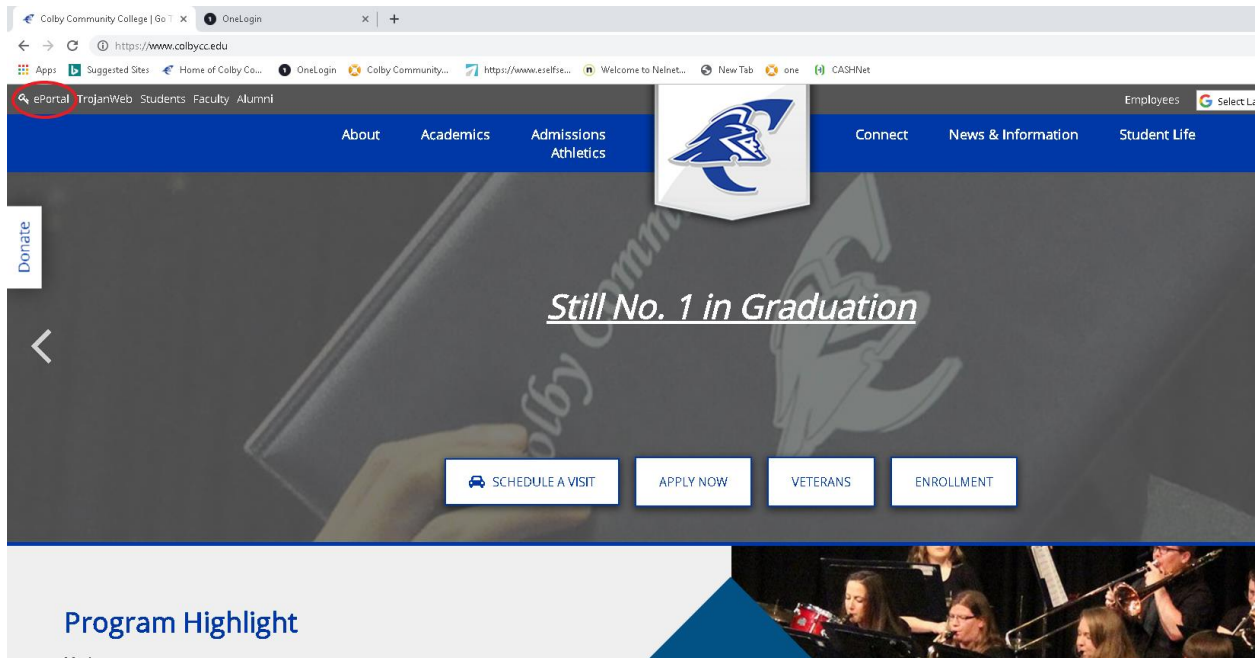 Colby Community College | Go T
OneLogin
https://www.colbycc.edu
Apps Suggested Sites Home of Colby Co... OneLogin Colby Community... https://www.eselfse... Welcome to Nelnet... New Tab one CASHNet
ePortal TrojanWeb Students Faculty Alumni
Employees Select La
About Academics Admissions Connect News & Information Student Life
Athletics
Donate
Colby Comm
Still No. 1 in Graduation
SCHEDULE A VISIT APPLY NOW VETERANS ENROLLMENT
Program Highlight